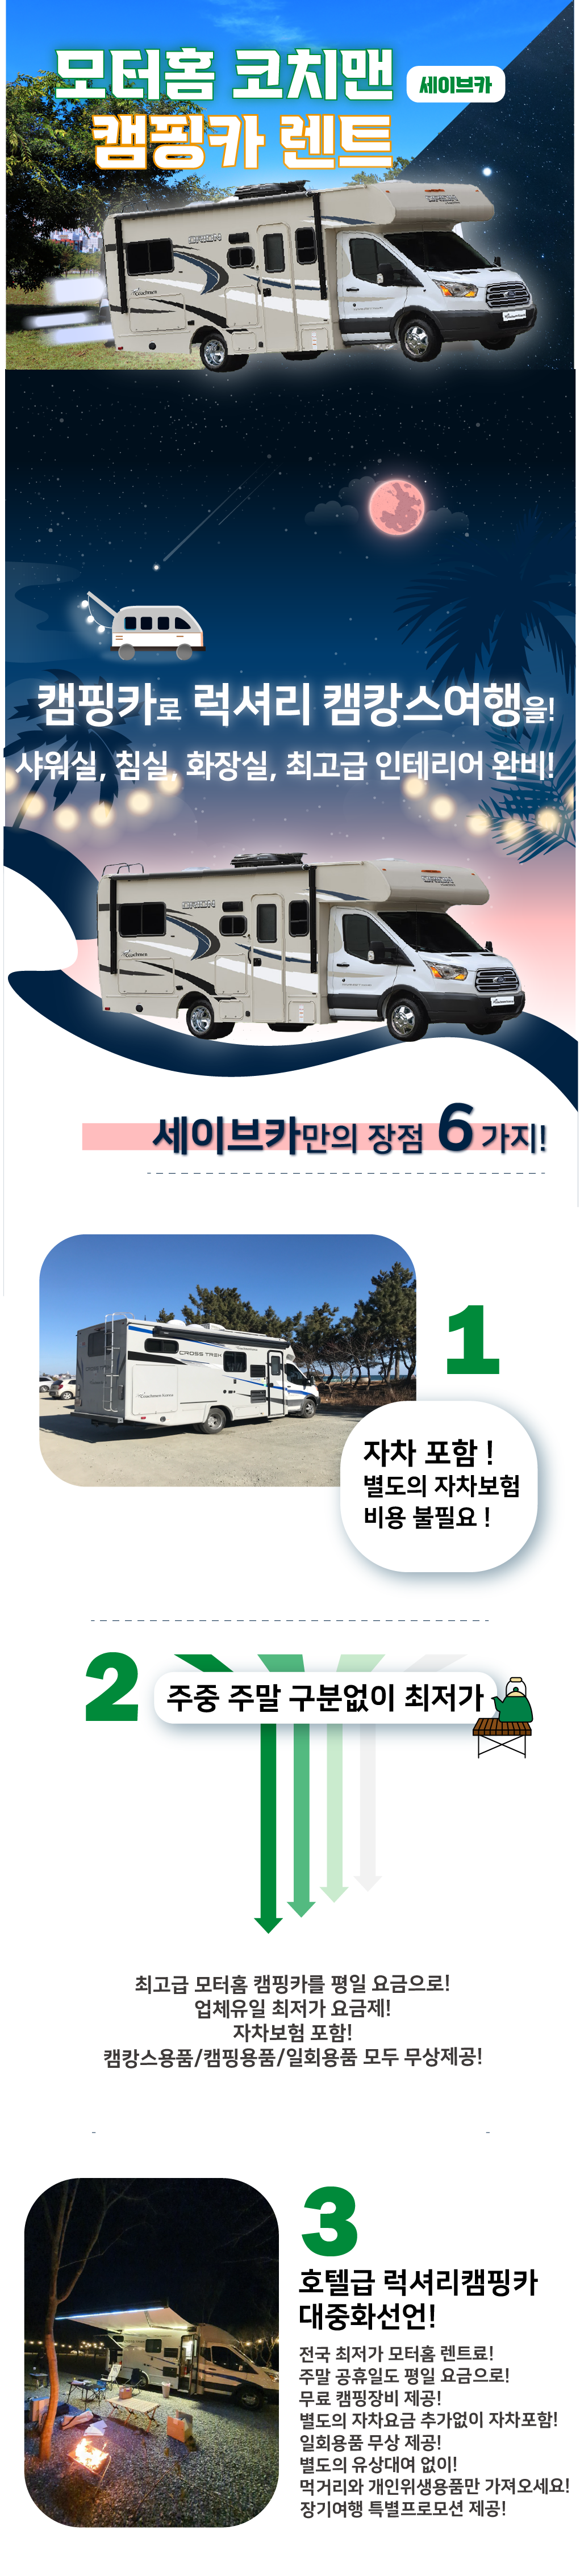 모터홈 코치맨
세이브카
캠핑카 렌트
Coachmen
캠핑카로 럭셔리 캠캉스여행을!
샤워실, 침실, 화장실, 최고급 인테리어 완비!
Coachmen
세이브카만의 장점 6 가지!
CROSS TREK
1
자차 포함 !
별도의 자차보험
비용 불필요 !
2
주중 주말 구분없이 최저가
최고급 모터홈 캠핑카를 평일 요금으로!
업체유일 최저가 요금제!
자차보험 포함!
캠캉스용품/캠핑용품/일회용품 모두 무상제공!
3
호텔급 럭셔리캠핑카
대중화선언!
전국 최저가 모터홈 렌트료!
주말 공휴일도 평일 요금으로!
무료 캠핑장비 제공!
별도의 자차요금 추가없이 자차포함!
일회용품 무상 제공!
별도의 유상대여 없이!
먹거리와 개인위생용품만 가져오세요!
장기여행 특별프로모션 제공!